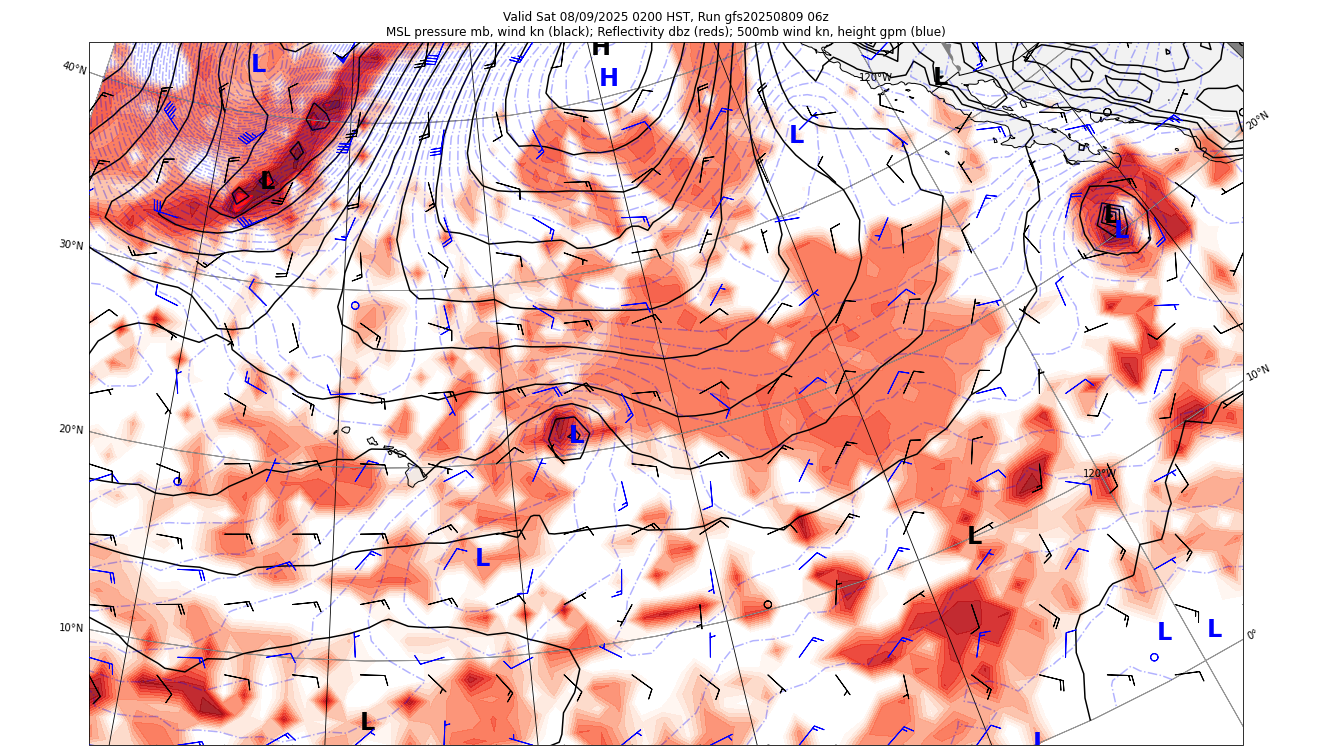 Valid Sat 08/09/2025 0200 HST, Run gfs20250809 06z
MSL pressure mb, wind kn (black); Reflectivity dbz (reds); 500mb wind kn, height gpm (blue)
H
L
H
L
40°N
120°W
20°N
L
L
L
L
30°N
10°N
L
20°N
120°W
L
L
10°N
L
L
0°
L
L